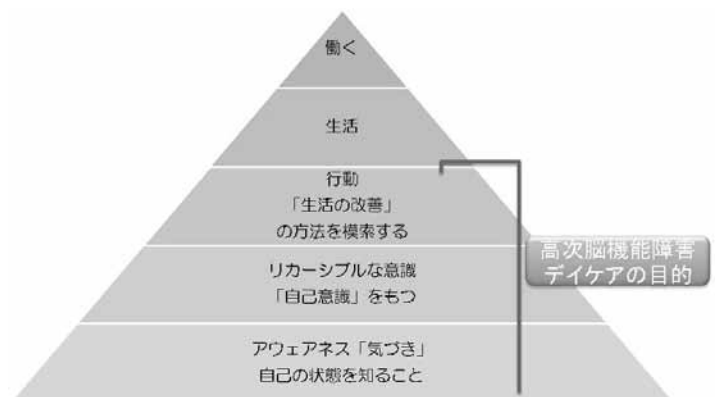 働く
生活
行動
「生活の改善」
の方法を模索する
リカーシブルな意識
「自己意識」をもつ
アウェアネス「気づき」
自己の状態を知ること
高次脳機能障害
デイケアの目的